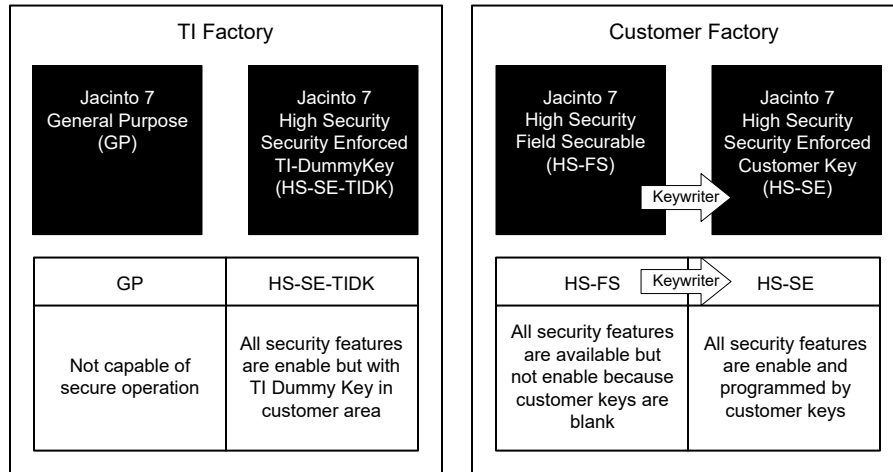 TI Factory
Jacinto 7
General Purpose
(GP)
Jacinto 7
High Security
Security Enforced
TI-DummyKey
(HS-SE-TIDK)
GP
HS-SE-TIDK
Not capable of
secure operation
All security features
are enable but with
TI Dummy Key in
customer area
Customer Factory
Jacinto 7
High Security
Field Securable
(HS-FS)
Keywriter
Jacinto 7
High Security
Security Enforced
Customer Key
(HS-SE)
HS-FS
Keywriter
HS-SE
All security features
are available but
not enable because
customer keys are
blank
All security features
are enable and
programmed by
customer keys